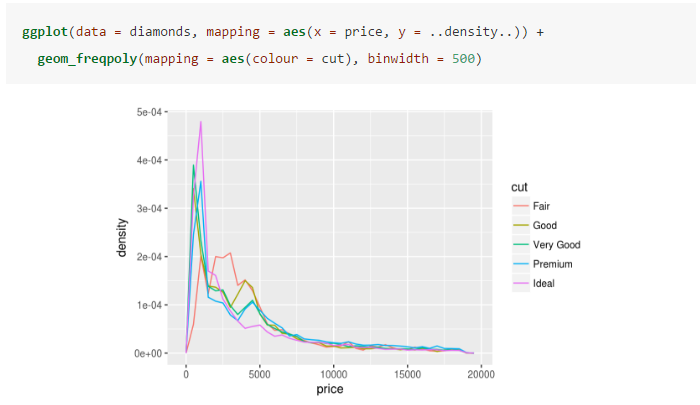 ggplot(data = diamonds, mapping = aes(x = price, y = ..density..)) +
geom_freqpoly(mapping = aes(colour = cut), binwidth = 500)
5e-04
4e-04
3e-04
2e-04
1e-04
0e+00
density
0 5000 10000 15000 20000
price
cut
Fair
Good
Very Good
Premium
Ideal